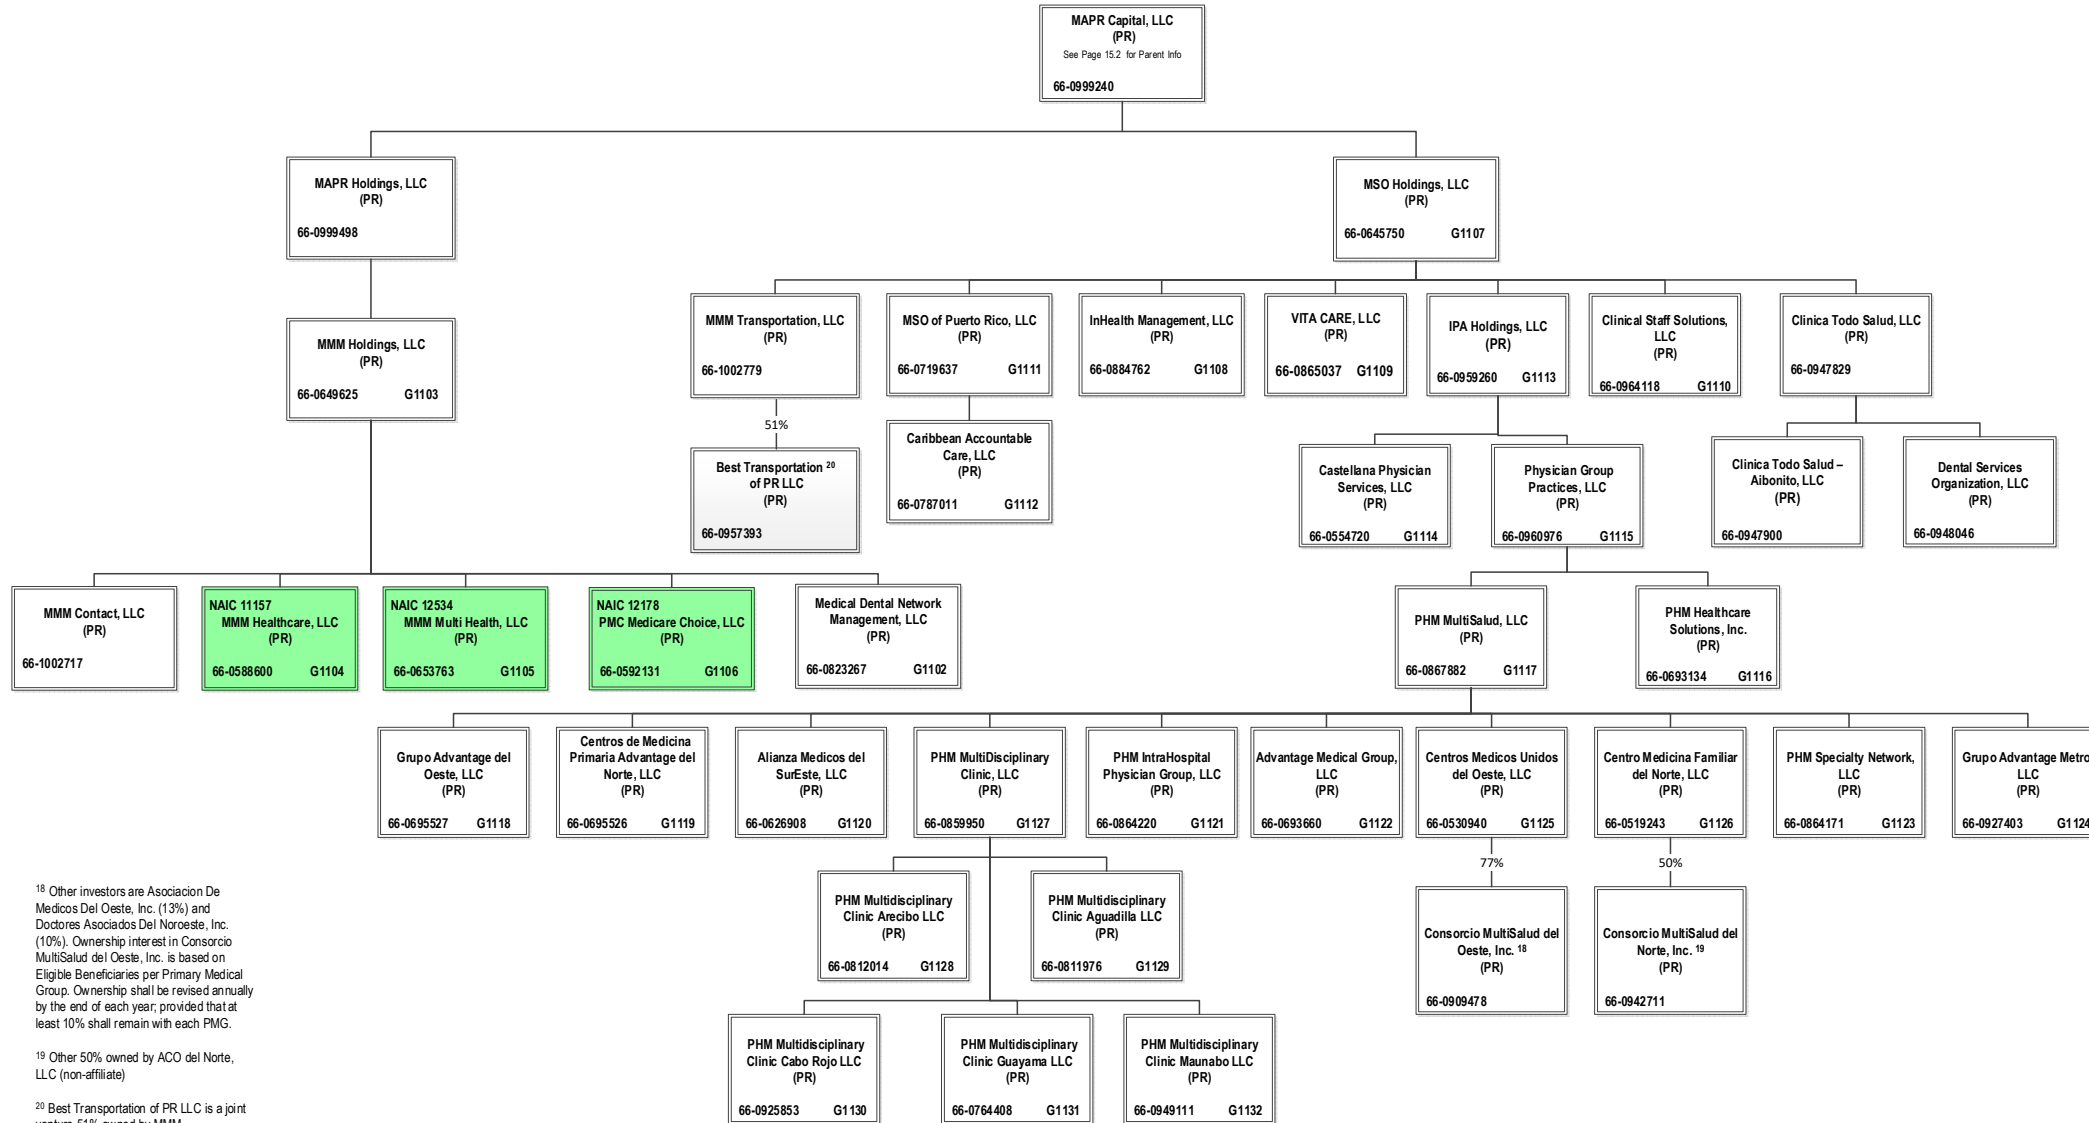 MAPR Capital, LLC
(PR)
See Page 15.2 for Parent Info
66-0999240
MAPR Holdings, LLC
(PR)
66-0999498
MSO Holdings, LLC
(PR)
66-0645750 G1107
MMM Holdings, LLC
(PR)
66-0649625 G1103
MMM Transportation, LLC
(PR)
66-1002779
MSO of Puerto Rico, LLC
(PR)
66-0719637 G1111
InHealth Management, LLC
(PR)
66-0884762 G1108
VITA CARE, LLC
(PR)
66-0865037 G1109
IPA Holdings, LLC
(PR)
66-0959260 G1113
Clinical Staff Solutions,
LLC
(PR)
66-0964118 G1110
Clinica Todo Salud, LLC
(PR)
66-0947829
51%
Best Transportation 20
of PR LLC
(PR)
66-0957393
Caribbean Accountable
Care, LLC
(PR)
66-0787011 G1112
Castellana Physician
Services, LLC
(PR)
66-0554720 G1114
Physician Group
Practices, LLC
(PR)
66-0960976 G1115
Clinica Todo Salud –
Aibonito, LLC
(PR)
66-0947900
Dental Services
Organization, LLC
(PR)
66-0948046
MMM Contact, LLC
(PR)
66-1002717
NAIC 11157
MMM Healthcare, LLC
(PR)
66-0588600 G1104
NAIC 12534
MMM Multi Health, LLC
(PR)
66-0653763 G1105
NAIC 12178
PMC Medicare Choice, LLC
(PR)
66-0592131 G1106
Medical Dental Network
Management, LLC
(PR)
66-0823267 G1102
PHM MultiSalud, LLC
(PR)
66-0867882 G1117
PHM Healthcare
Solutions, Inc.
(PR)
66-0693134 G1116
Grupo Advantage del
Oeste, LLC
(PR)
66-0695527 G1118
Centros de Medicina
Primaria Advantage del
Norte, LLC
(PR)
66-0695526 G1119
Alianza Medicos del
SurEste, LLC
(PR)
66-0626908 G1120
PHM MultiDisciplinary
Clinic, LLC
(PR)
66-0859950 G1127
PHM IntraHospital
Physician Group, LLC
(PR)
66-0864220 G1121
Advantage Medical Group,
LLC
(PR)
66-0693660 G1122
Centros Medicos Unidos
del Oeste, LLC
(PR)
66-0530940 G1125
Centro Medicina Familiar
del Norte, LLC
(PR)
66-0519243 G1126
PHM Specialty Network,
LLC
(PR)
66-0864171 G1123
Grupo Advantage Metro
LLC
(PR)
66-0927403 G1124
77%
50%
PHM Multidisciplinary
Clinic Arecibo LLC
(PR)
66-0812014 G1128
PHM Multidisciplinary
Clinic Aguadilla LLC
(PR)
66-0811976 G1129
Consorcio MultiSalud del
Oeste, Inc. 18
(PR)
66-0909478
Consorcio MultiSalud del
Norte, Inc. 19
(PR)
66-0942711
PHM Multidisciplinary
Clinic Cabo Rojo LLC
(PR)
66-0925853 G1130
PHM Multidisciplinary
Clinic Guayama LLC
(PR)
66-0764408 G1131
PHM Multidisciplinary
Clinic Maunabo LLC
(PR)
66-0949111 G1132
18 Other investors are Asociacion De
Medicos Del Oeste, Inc. (13%) and
Doctores Asociados Del Noroeste, Inc.
(10%). Ownership interest in Consorcio
MultiSalud del Oeste, Inc. is based on
Eligible Beneficiaries per Primary Medical
Group. Ownership shall be revised annually
by the end of each year; provided that at
least 10% shall remain with each PMG.
19 Other 50% owned by ACO del Norte,
LLC (non-affiliate)
20 Best Transportation of PR LLC is a joint
venture 51% owned by MMM